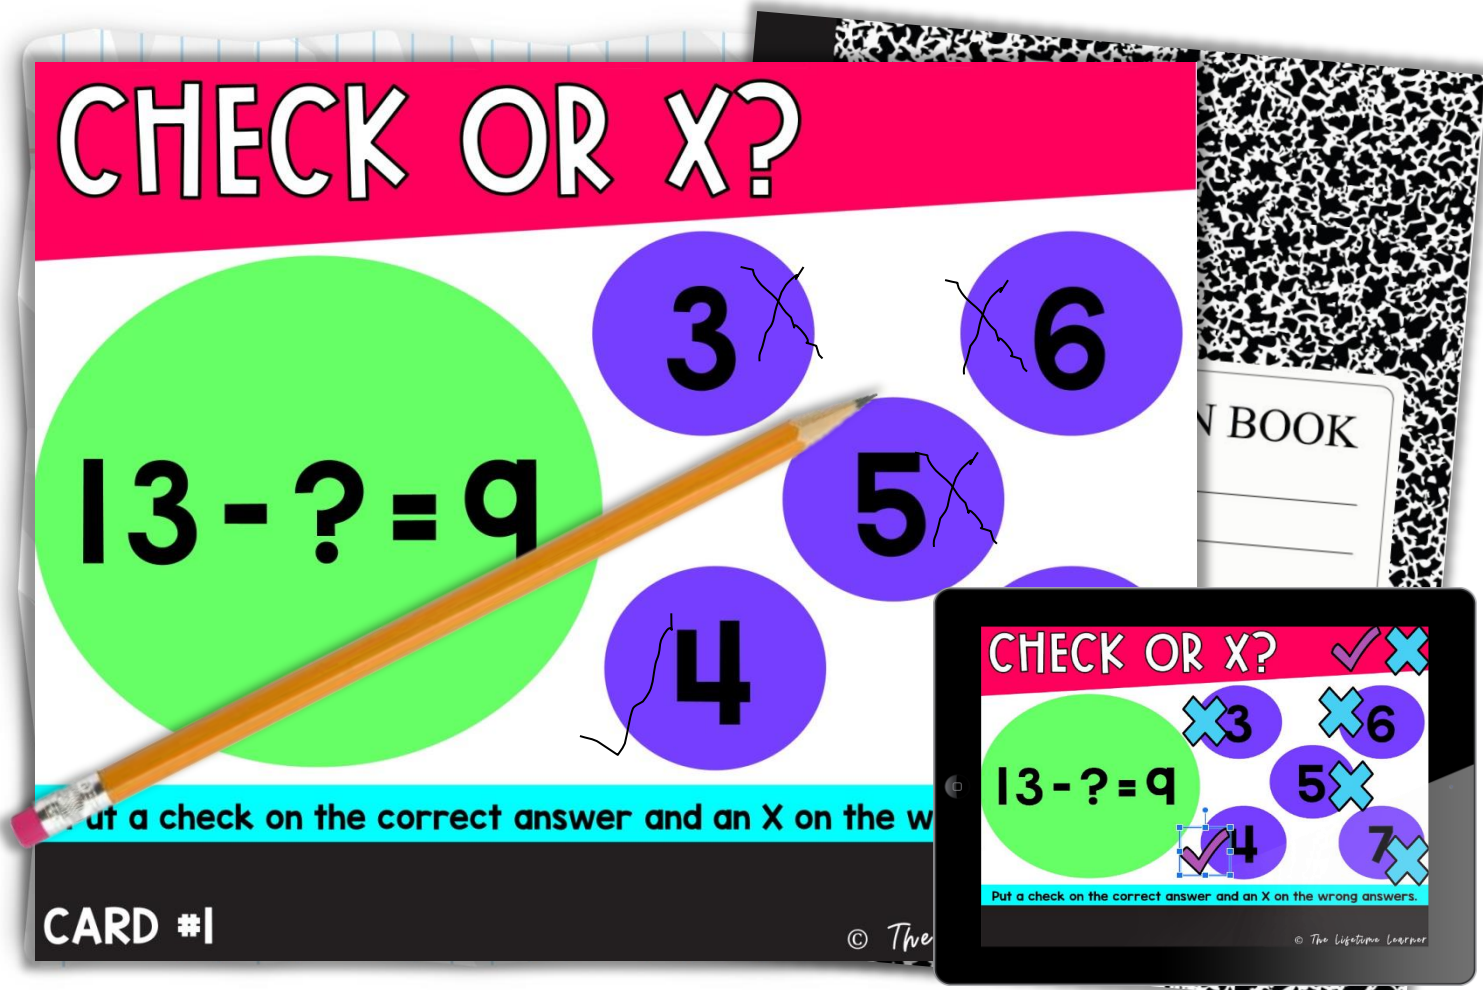 CHECK OR X?
3
6
13-?=9
5
4
ut a check on the correct answer and an X on the w
CARD #1
© The
N BOOK
CHECK OR X?
3
6
13-?=9
5
4
7
Put a check on the correct answer and an X on the wrong answers.
© The Lifetime Learner